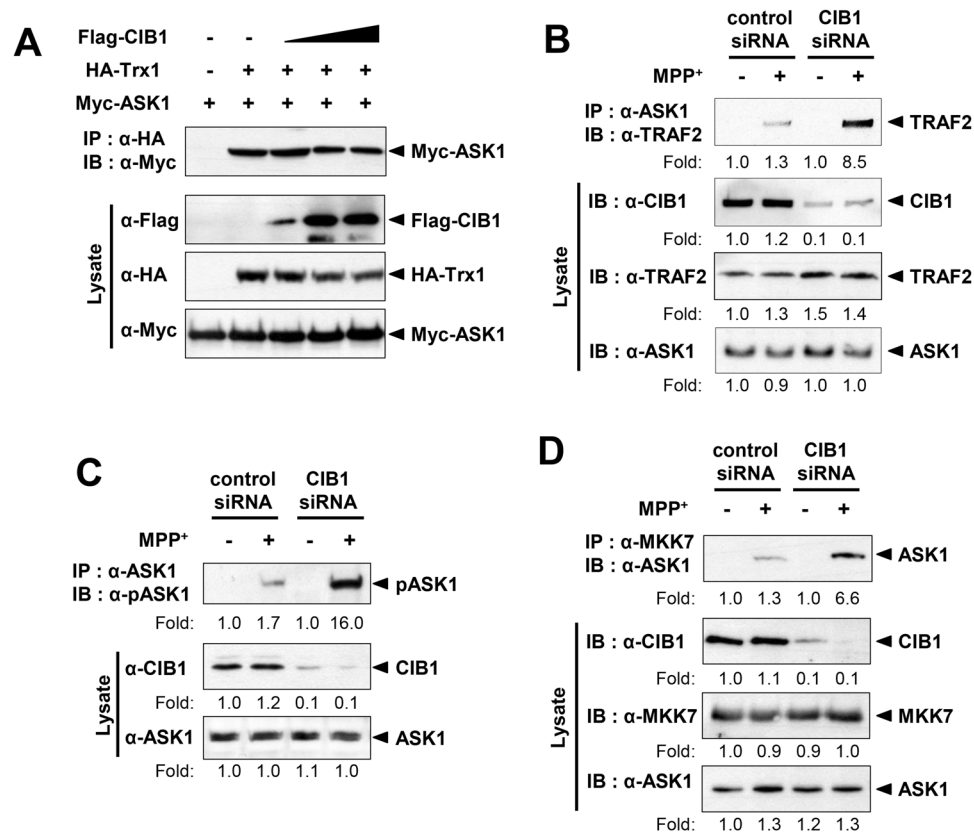 A
Flag-CIB1 - -
HA-Trx1 - + + + +
Myc-ASK1 + + + + +
IP : α-HA
IB : α-Myc
Myc-ASK1
Lysate
α-Flag Flag-CIB1
α-HA HA-Trx1
α-Myc Myc-ASK1
B
control siRNA CIB1 siRNA
MPP+ - + - +
IP : α-ASK1
IB : α-TRAF2
TRAF2
Fold: 1.0 1.3 1.0 8.5
Lysate
IB : α-CIB1 CIB1
Fold: 1.0 1.2 0.1 0.1
IB : α-TRAF2 TRAF2
Fold: 1.0 1.3 1.5 1.4
IB : α-ASK1 ASK1
Fold: 1.0 0.9 1.0 1.0
C
control siRNA CIB1 siRNA
MPP+ - + - +
IP : α-ASK1
IB : α-pASK1
pASK1
Fold: 1.0 1.7 1.0 16.0
Lysate
α-CIB1 CIB1
Fold: 1.0 1.2 0.1 0.1
α-ASK1 ASK1
Fold: 1.0 1.0 1.1 1.0
D
control siRNA CIB1 siRNA
MPP+ - + - +
IP : α-MKK7
IB : α-ASK1
ASK1
Fold: 1.0 1.3 1.0 6.6
Lysate
IB : α-CIB1 CIB1
Fold: 1.0 1.1 0.1 0.1
IB : α-MKK7 MKK7
Fold: 1.0 0.9 0.9 1.0
IB : α-ASK1 ASK1
Fold: 1.0 1.3 1.2 1.3